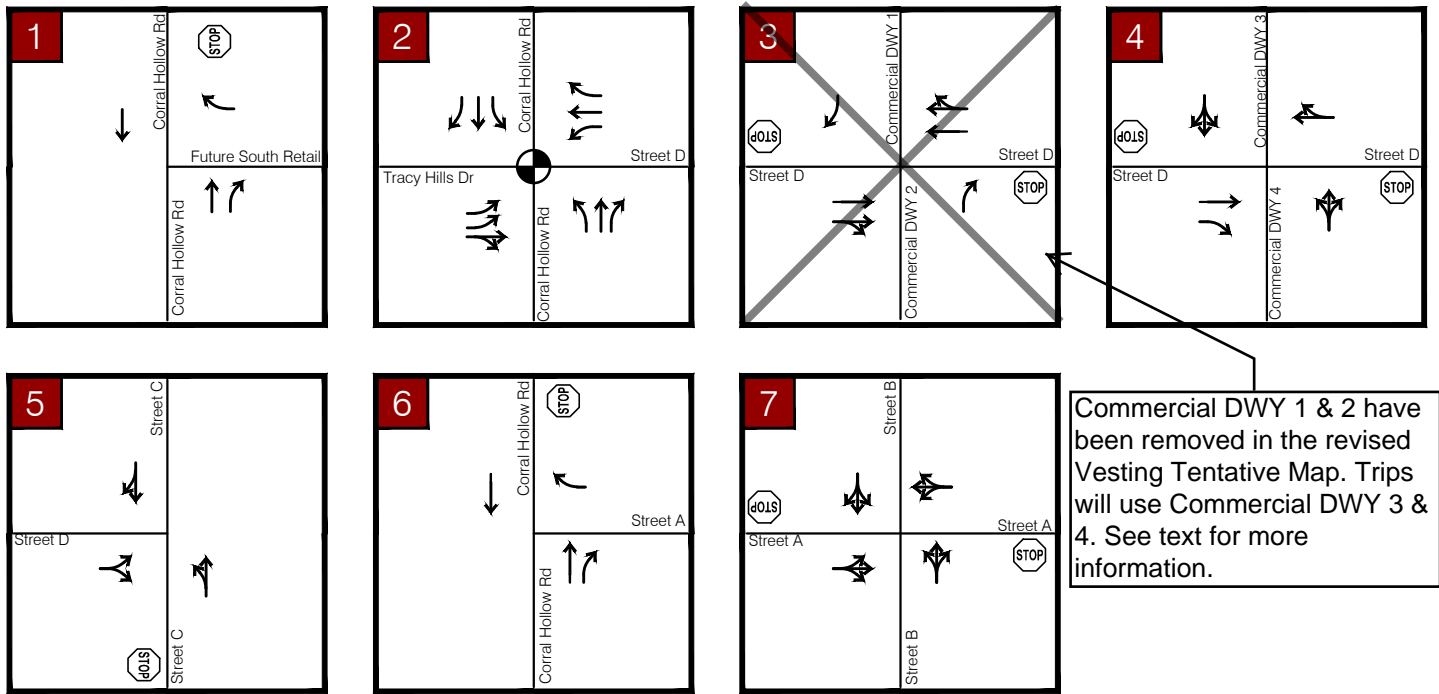 1
Corral Hollow Rd
STOP
Future South Retail
Corral Hollow Rd
2
Corral Hollow Rd
Street D
Tracy Hills Dr
Corral Hollow Rd
3
Commercial DWY 1
STOP
Street D
Street D
STOP
Commercial DWY 2
4
Commercial DWY 3
STOP
Street D
Street D
STOP
Commercial DWY 4
5
Street C
Street D
STOP
Street C
6
Corral Hollow Rd
STOP
Street A
Corral Hollow Rd
7
Street B
STOP
Street A
Street A
STOP
Street B
Commercial DWY 1 & 2 have
been removed in the revised
Vesting Tentative Map. Trips
will use Commercial DWY 3 &
4. See text for more
information.